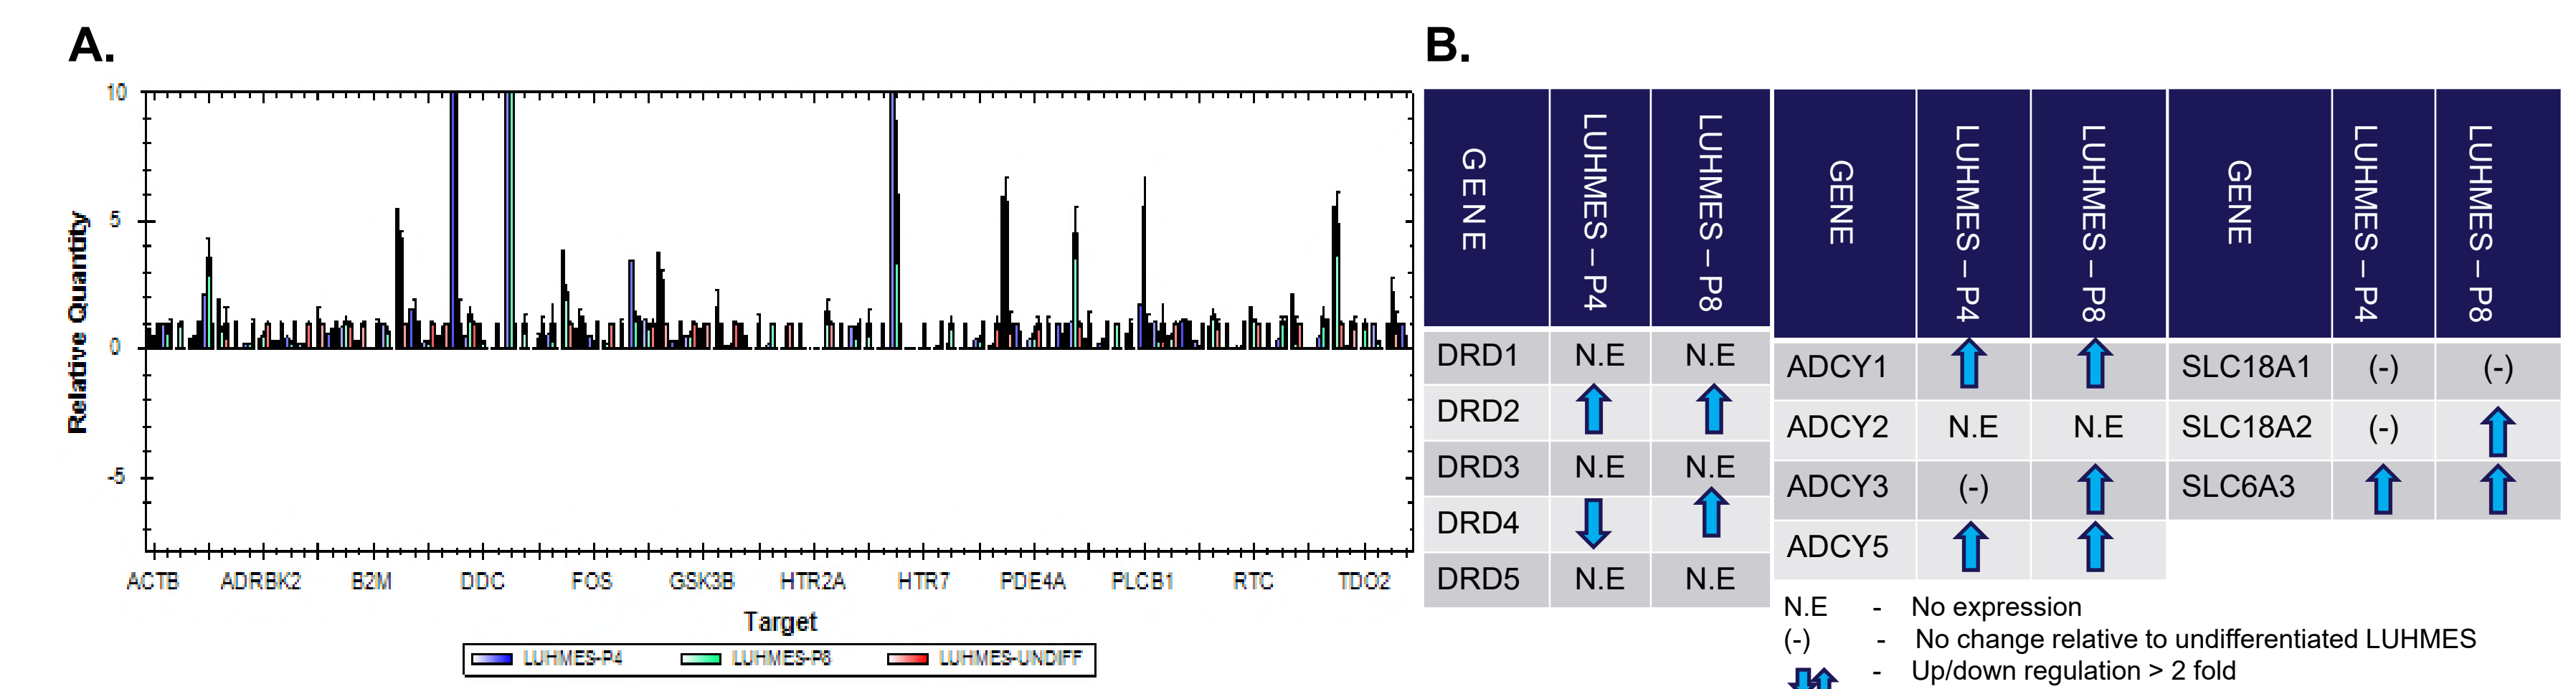 A.
10
5
0
-5
Relative Quantity
ACTB ADRBK2 B2M DDC FOS GSK3B HTR2A HTR7 PDE4A PLCB1 RTC TDO2
Target
LUHMES-P4 LUHMES-P8 LUHMES-UNDIFF
B.
GENE LUHMES – P4 LUHMES – P8
DRD1 N.E N.E
DRD2
DRD3 N.E N.E
DRD4
DRD5 N.E N.E
GENE LUHMES – P4 LUHMES – P8
ADCY1
ADCY2 N.E N.E
ADCY3 (-)
ADCY5
GENE LUHMES – P4 LUHMES – P8
SLC18A1 (-) (-)
SLC18A2 (-)
SLC6A3
N.E - No expression
(-) - No change relative to undifferentiated LUHMES
- Up/down regulation > 2 fold